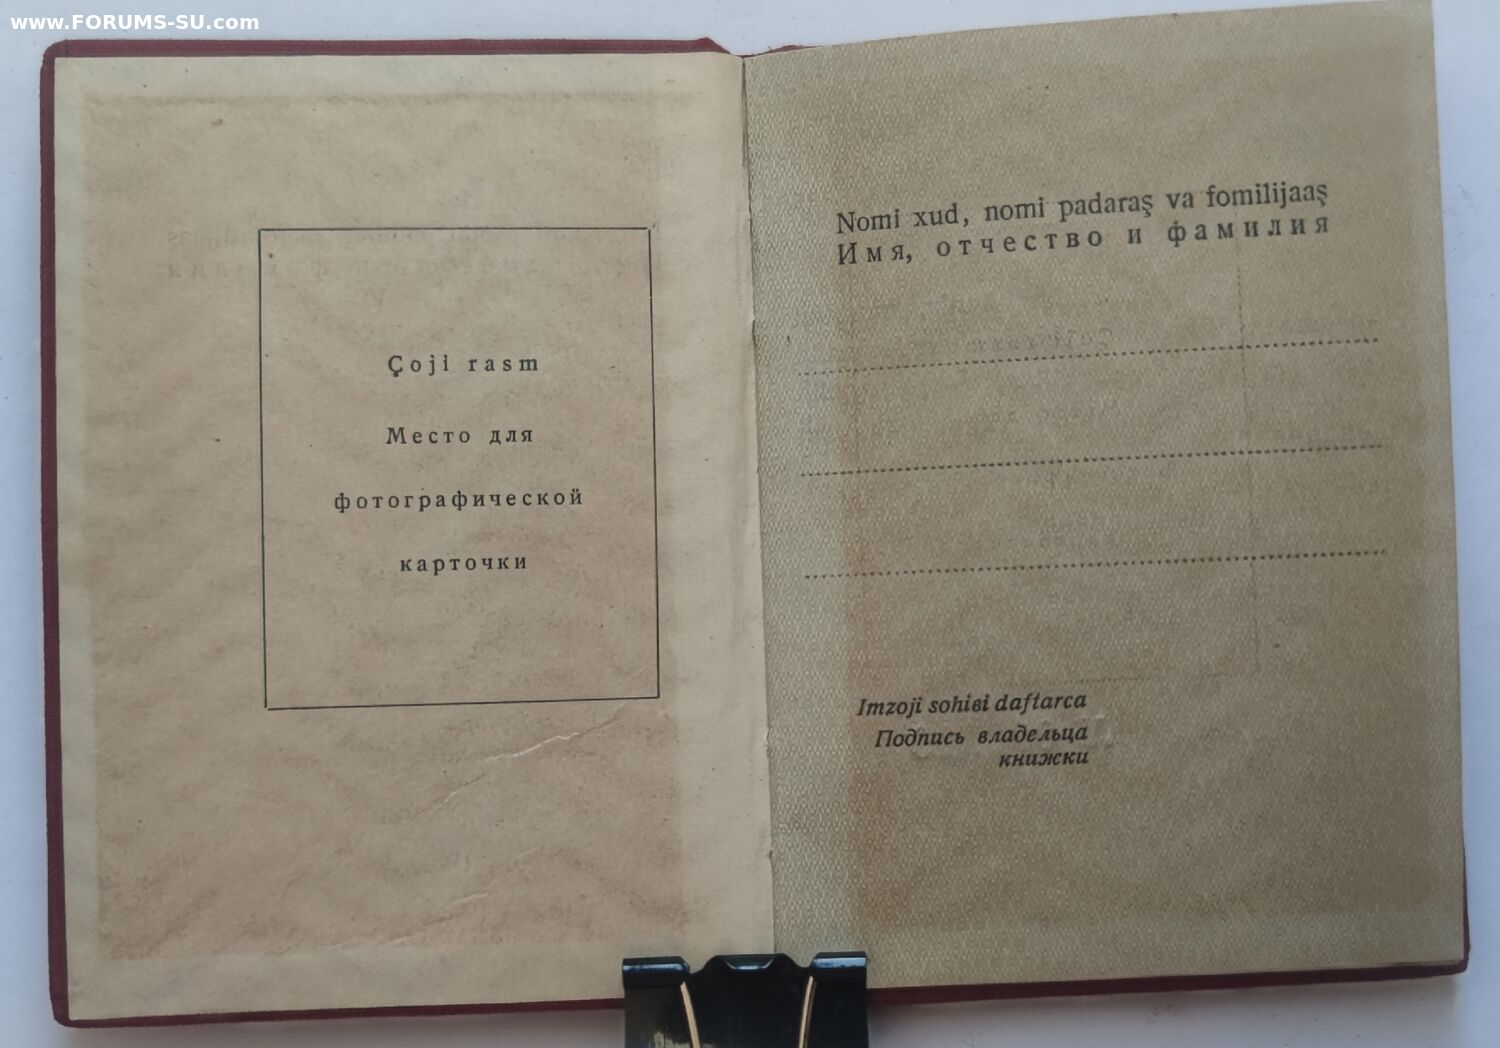 www.FORUMS-SU.com
Çoji rasm
Место для
фотографической
карточки
Nomi xud, nomi padaraş va fomilijaaş
Имя, отчество и фамилия
Imzoji sohiʙi daftarca
Подпись владельца
книжки